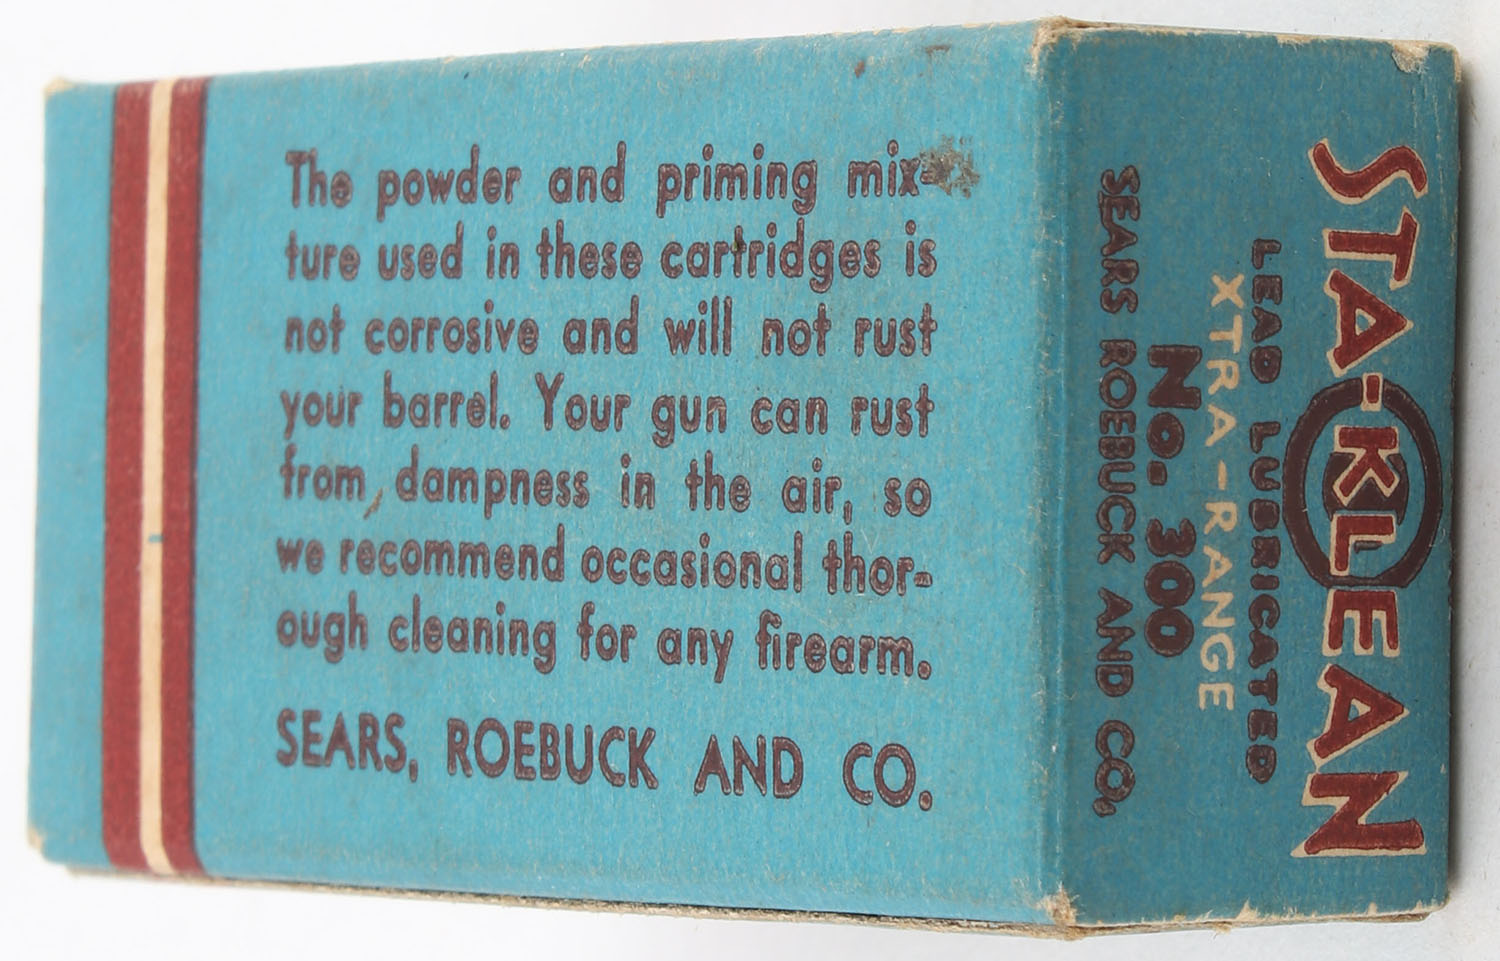 The powder and priming mix-
ture used in these cartridges is
not corrosive and will not rust
your barrel. Your gun can rust
from dampness in the air, so
we recommend occasional thor-
ough cleaning for any firearm.
SEARS, ROEBUCK AND CO.
STA-KLEAN
LEAD LUBRICATED
XTRA-RANGE
No. 300
SEARS ROEBUCK AND CO.